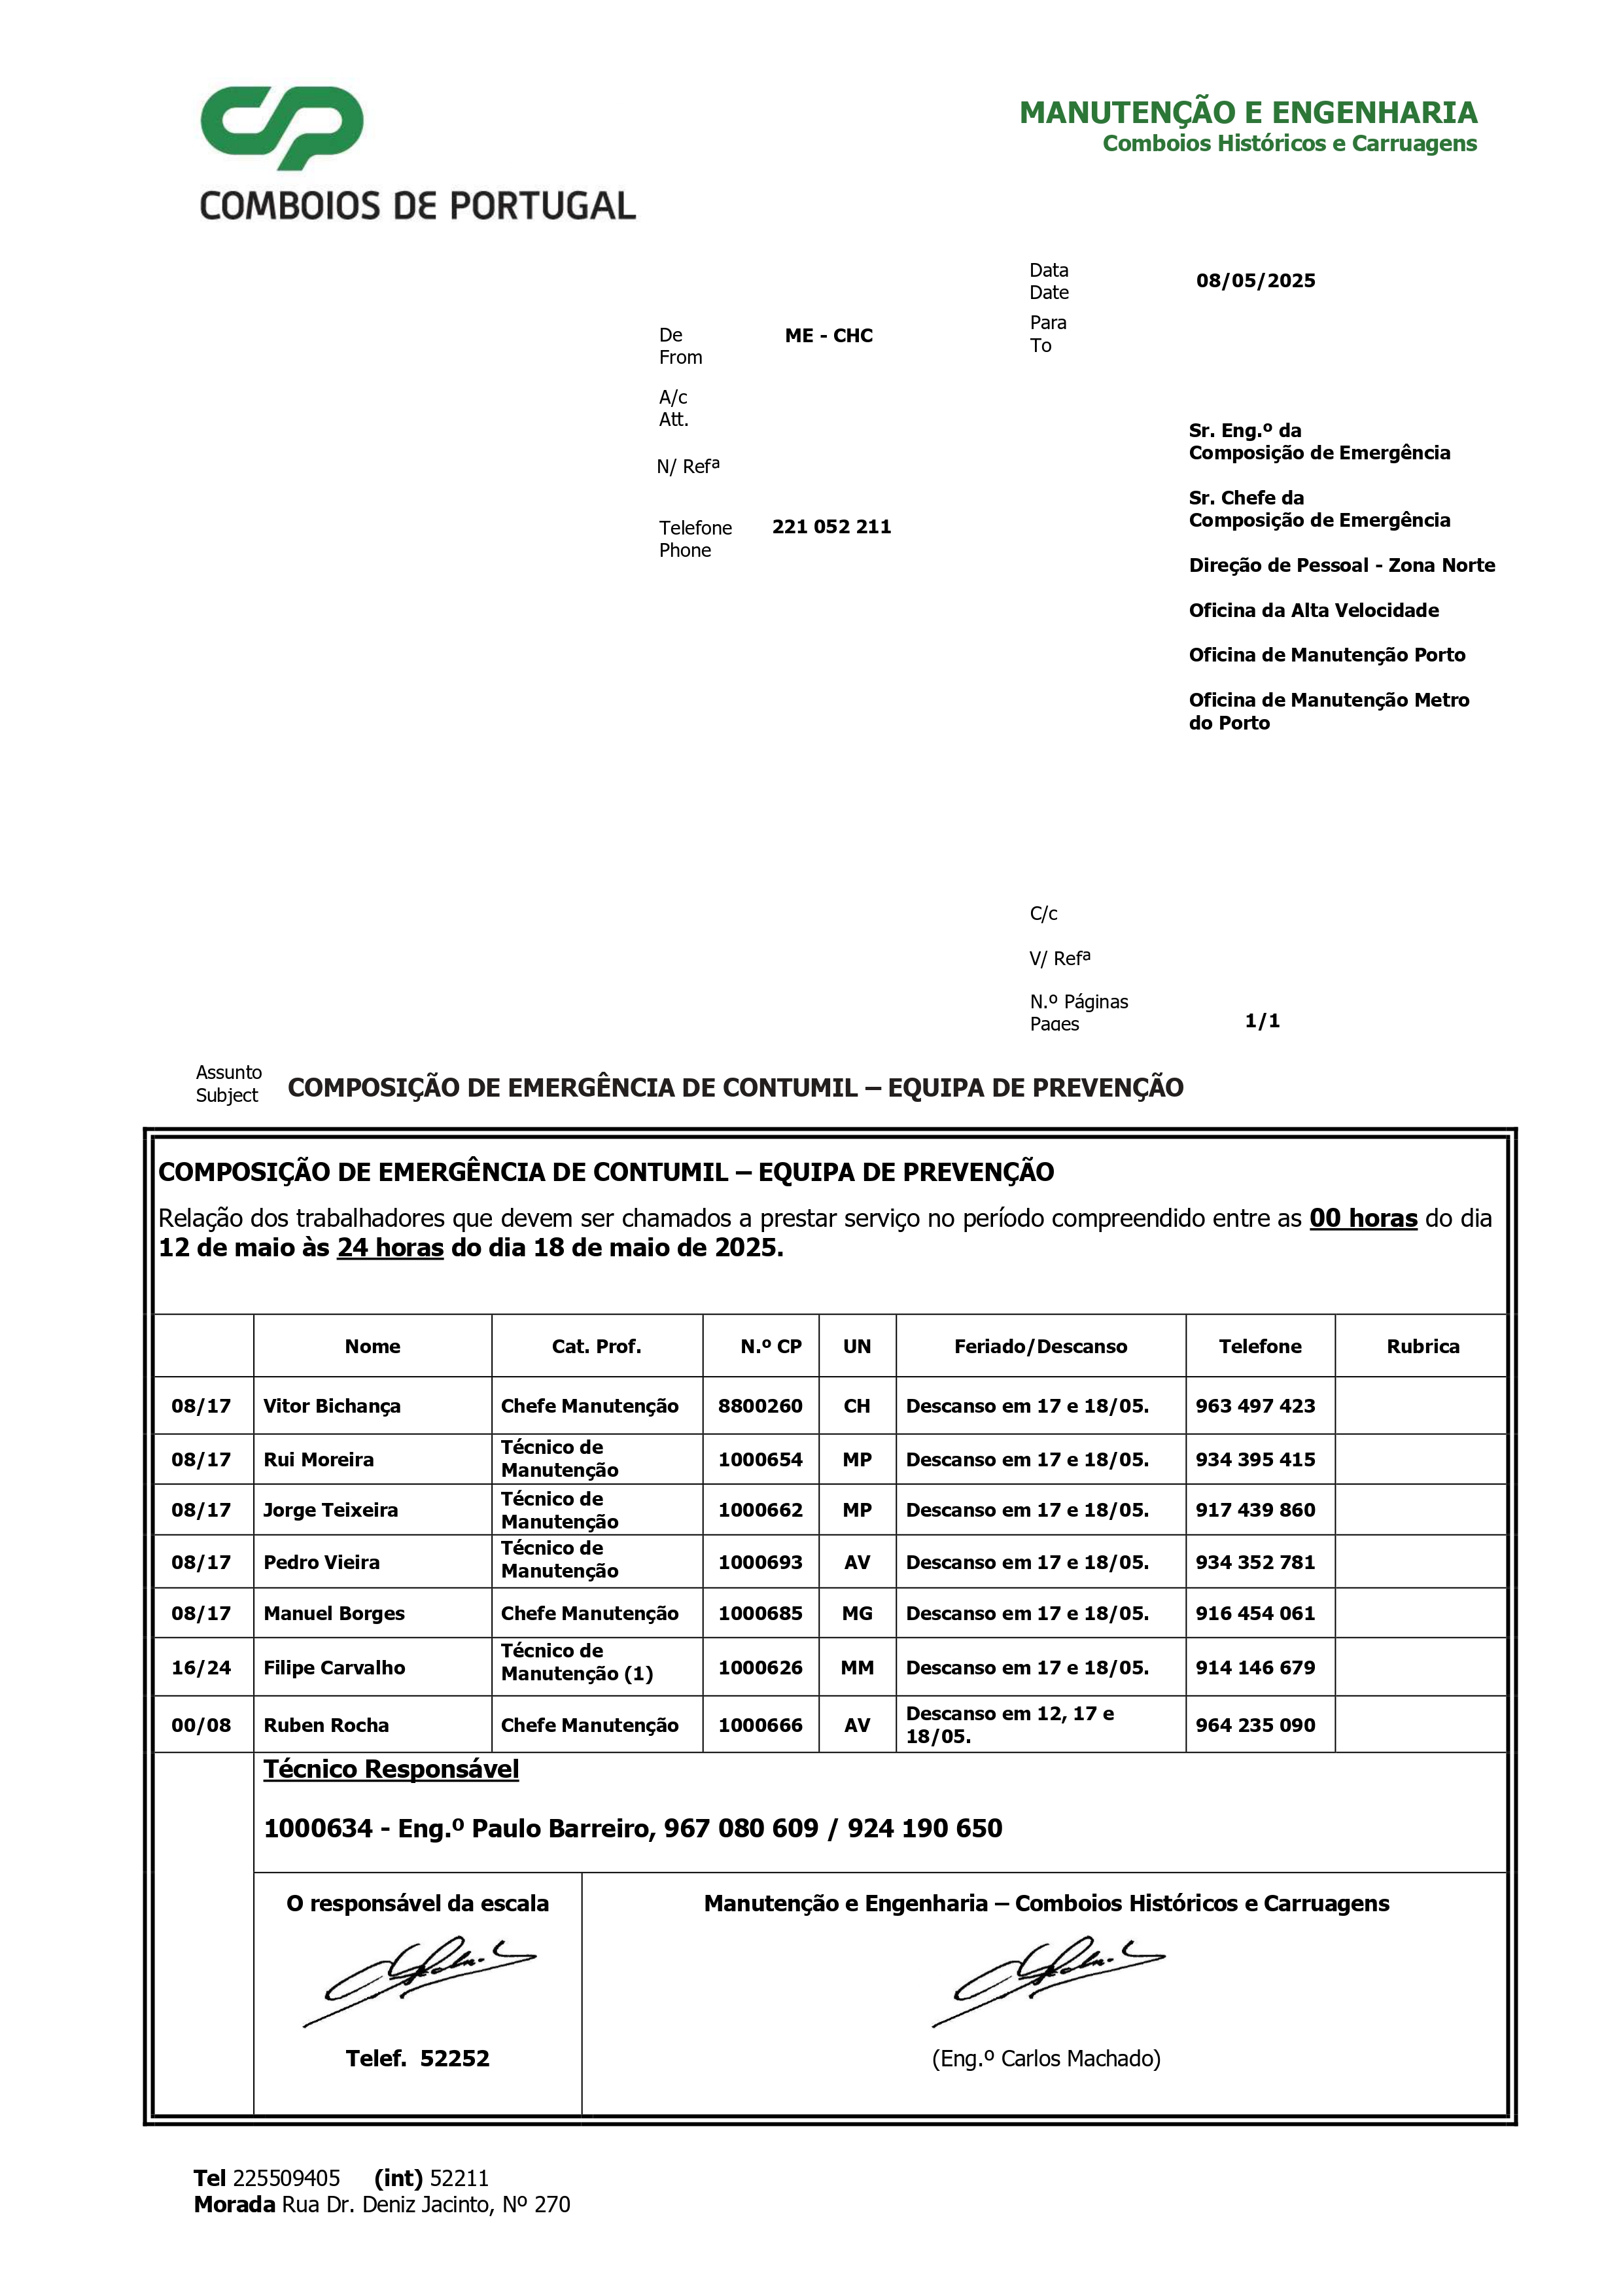 COMBOIOS DE PORTUGAL
MANUTENÇÃO E ENGENHARIA
Comboios Históricos e Carruagens
Data
Date
08/05/2025
De
From
ME - CHC
Para
To
A/c
Att.
N/ Refª
Telefone
Phone
221 052 211
Sr. Eng.º da
Composição de Emergência
Sr. Chefe da
Composição de Emergência
Direção de Pessoal - Zona Norte
Oficina da Alta Velocidade
Oficina de Manutenção Porto
Oficina de Manutenção Metro
do Porto
C/c
V/ Refª
N.º Páginas
Pages
1/1
Assunto
Subject
COMPOSIÇÃO DE EMERGÊNCIA DE CONTUMIL – EQUIPA DE PREVENÇÃO
COMPOSIÇÃO DE EMERGÊNCIA DE CONTUMIL – EQUIPA DE PREVENÇÃO
Relação dos trabalhadores que devem ser chamados a prestar serviço no período compreendido entre as 00 horas do dia
12 de maio às 24 horas do dia 18 de maio de 2025.
Nome Cat. Prof. N.º CP UN Feriado/Descanso Telefone Rubrica
08/17 Vitor Bichança Chefe Manutenção 8800260 CH Descanso em 17 e 18/05. 963 497 423
08/17 Rui Moreira Técnico de Manutenção 1000654 MP Descanso em 17 e 18/05. 934 395 415
08/17 Jorge Teixeira Técnico de Manutenção 1000662 MP Descanso em 17 e 18/05. 917 439 860
08/17 Pedro Vieira Técnico de Manutenção 1000693 AV Descanso em 17 e 18/05. 934 352 781
08/17 Manuel Borges Chefe Manutenção 1000685 MG Descanso em 17 e 18/05. 916 454 061
16/24 Filipe Carvalho Técnico de Manutenção (1) 1000626 MM Descanso em 17 e 18/05. 914 146 679
00/08 Ruben Rocha Chefe Manutenção 1000666 AV Descanso em 12, 17 e 18/05. 964 235 090
Técnico Responsável
1000634 - Eng.º Paulo Barreiro, 967 080 609 / 924 190 650
O responsável da escala
Telef. 52252
Manutenção e Engenharia – Comboios Históricos e Carruagens
(Eng.º Carlos Machado)
Tel 225509405 (int) 52211
Morada Rua Dr. Deniz Jacinto, Nº 270